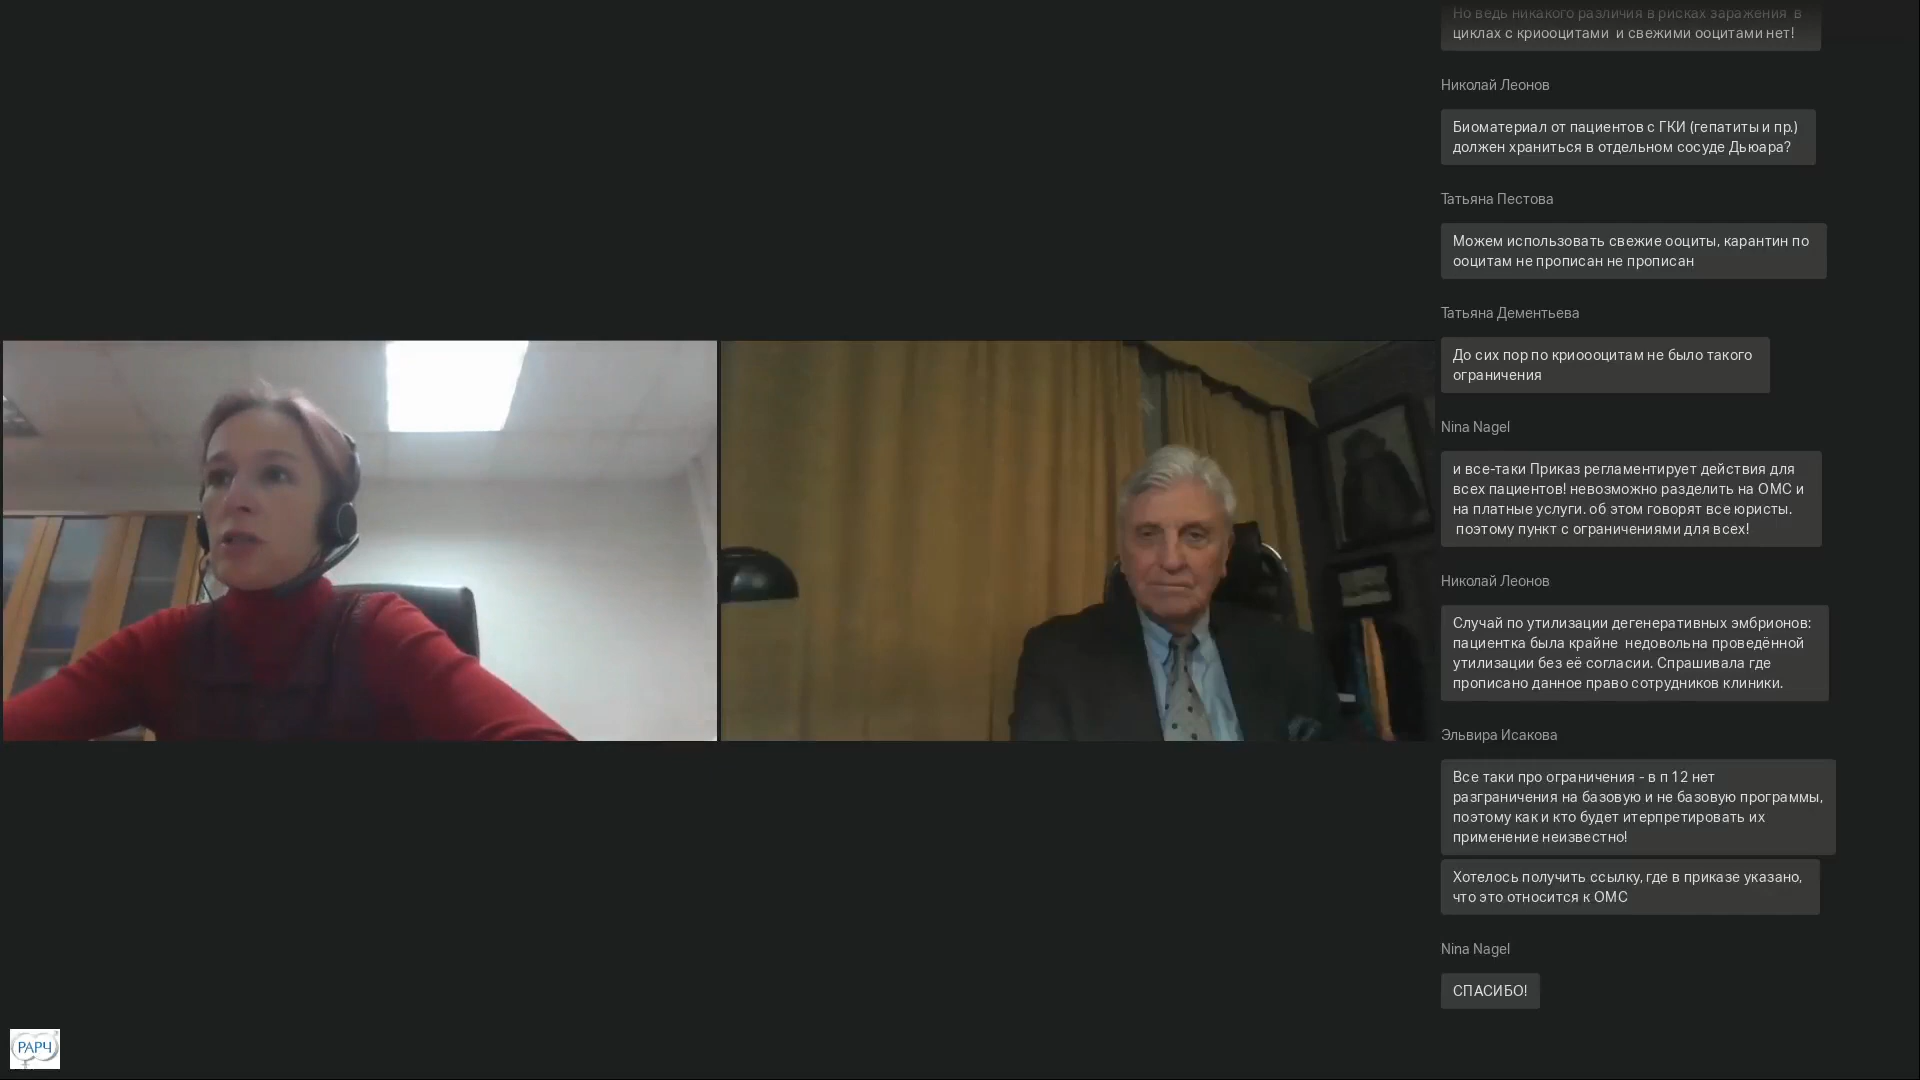 Но ведь никакого различия в рисках заражения  в
циклах с криооцитами  и свежими ооцитами нет!
Николай Леонов
Биоматериал от пациентов с ГКИ (гепатиты и пр.)
должен храниться в отдельном сосуде Дьюара?
Татьяна Пестова
Можем использовать свежие ооциты, карантин по
ооцитам не прописан не прописан
Татьяна Дементьева
До сих пор по криоооцитам не было такого
ограничения
Nina Nagel
и все-таки Приказ регламентирует действия для
всех пациентов! невозможно разделить на ОМС и
на платные услуги. об этом говорят все юристы.
поэтому пункт с ограничениями для всех!
Николай Леонов
Случай по утилизации дегенеративных эмбрионов:
пациентка была крайне  недовольна проведённой
утилизации без её согласии. Спрашивала где
прописано данное право сотрудников клиники.
Эльвира Исакова
Все таки про ограничения - в п 12 нет
разграничения на базовую и не базовую программы,
поэтому как и кто будет итерпретировать их
применение неизвестно!
Хотелось получить ссылку, где в приказе указано,
что это относится к ОМС
Nina Nagel
СПАСИБО!
РАРЧ